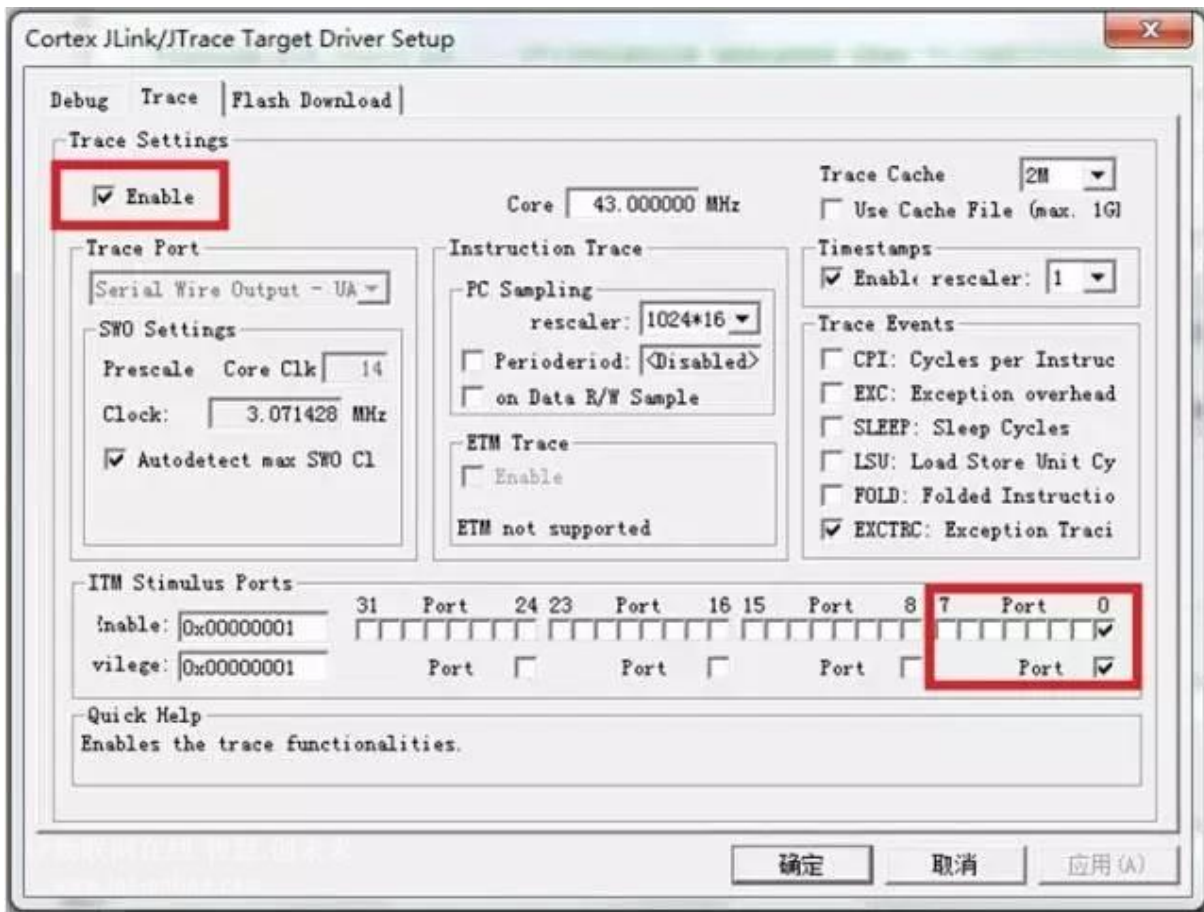 Cortex JLink/JTrace Target Driver Setup
Debug Trace Flash Download
Trace Settings
Enable
Core 43.000000 MHz
Trace Cache 2M
Use Cache File (max. 1G)
Trace Port
Serial Wire Output - UA
SWO Settings
Prescale Core Clk 14
Clock: 3.071428 MHz
Autodetect max SWO Cl
Instruction Trace
PC Sampling
rescaler: 1024*16
Perioderiod: <Disabled>
on Data R/W Sample
ETM Trace
Enable
ETM not supported
Timestamps
Enable rescaler: 1
Trace Events
CPI: Cycles per Instruc
EXC: Exception overhead
SLEEP: Sleep Cycles
LSU: Load Store Unit Cy
FOLD: Folded Instructio
EXCTRC: Exception Traci
ITM Stimulus Ports
31 Port 24 23 Port 16 15 Port 8 7 Port 0
nable: 0x00000001
vilege: 0x00000001 Port Port Port Port
Quick Help
Enables the trace functionalities.
确定 取消 应用(A)